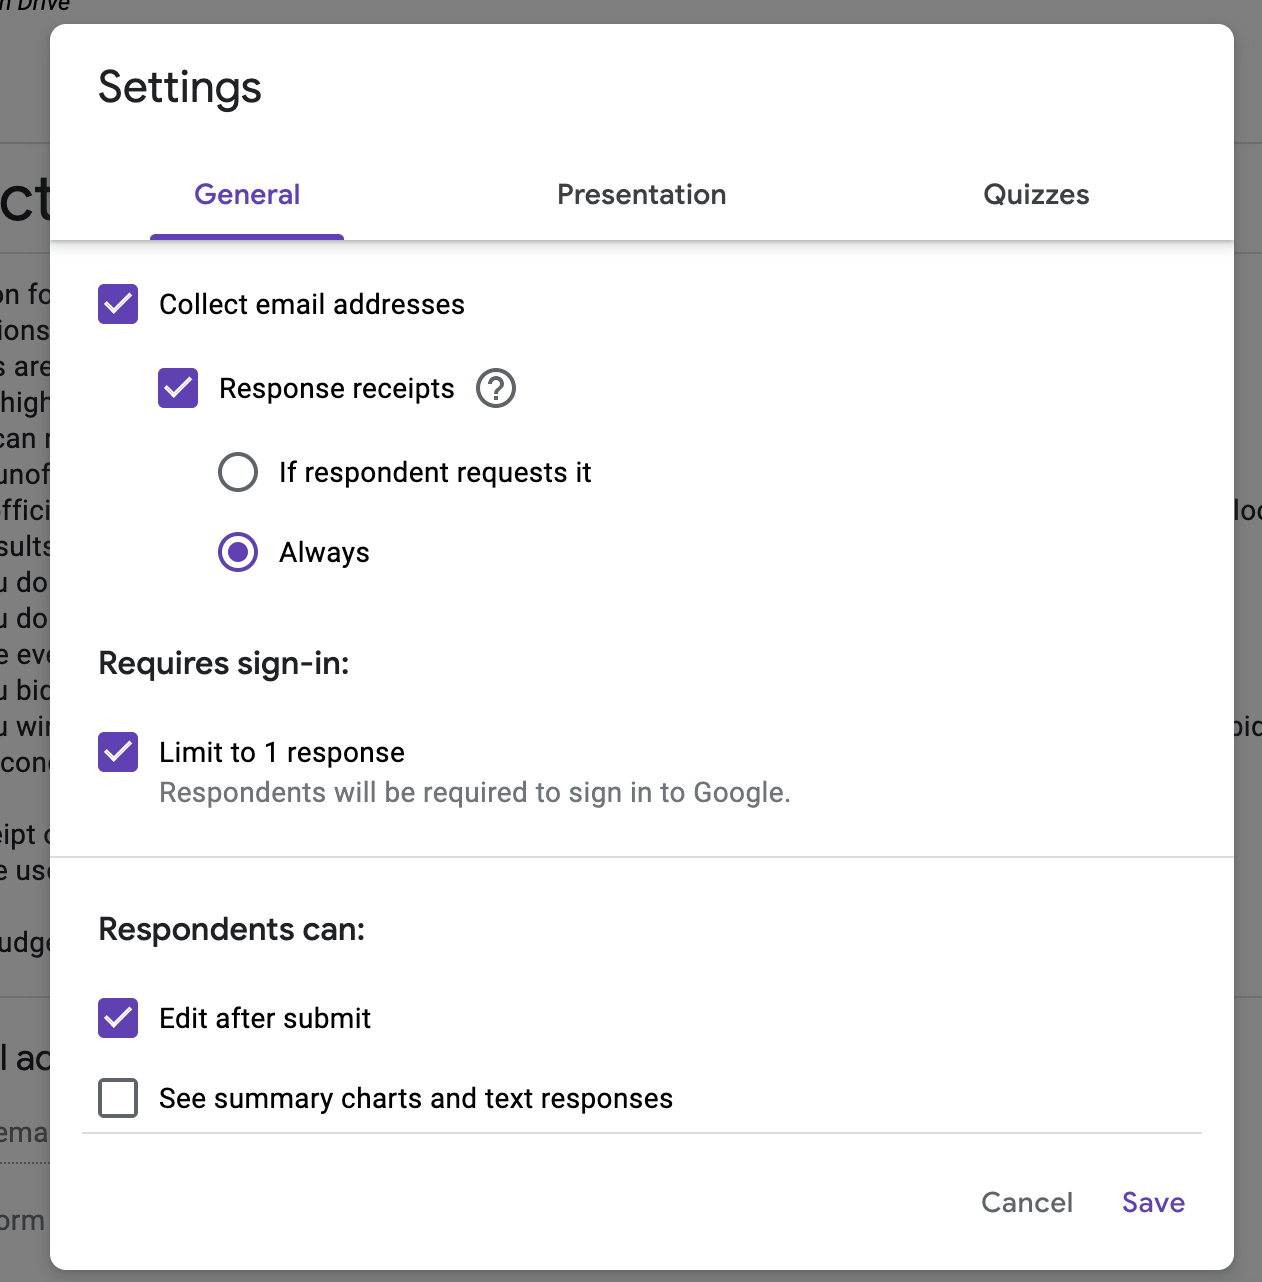 n Drive
Settings
General Presentation Quizzes
Collect email addresses
Response receipts ?
If respondent requests it
Always
Requires sign-in:
Limit to 1 response
Respondents will be required to sign in to Google.
Respondents can:
Edit after submit
See summary charts and text responses
Cancel Save